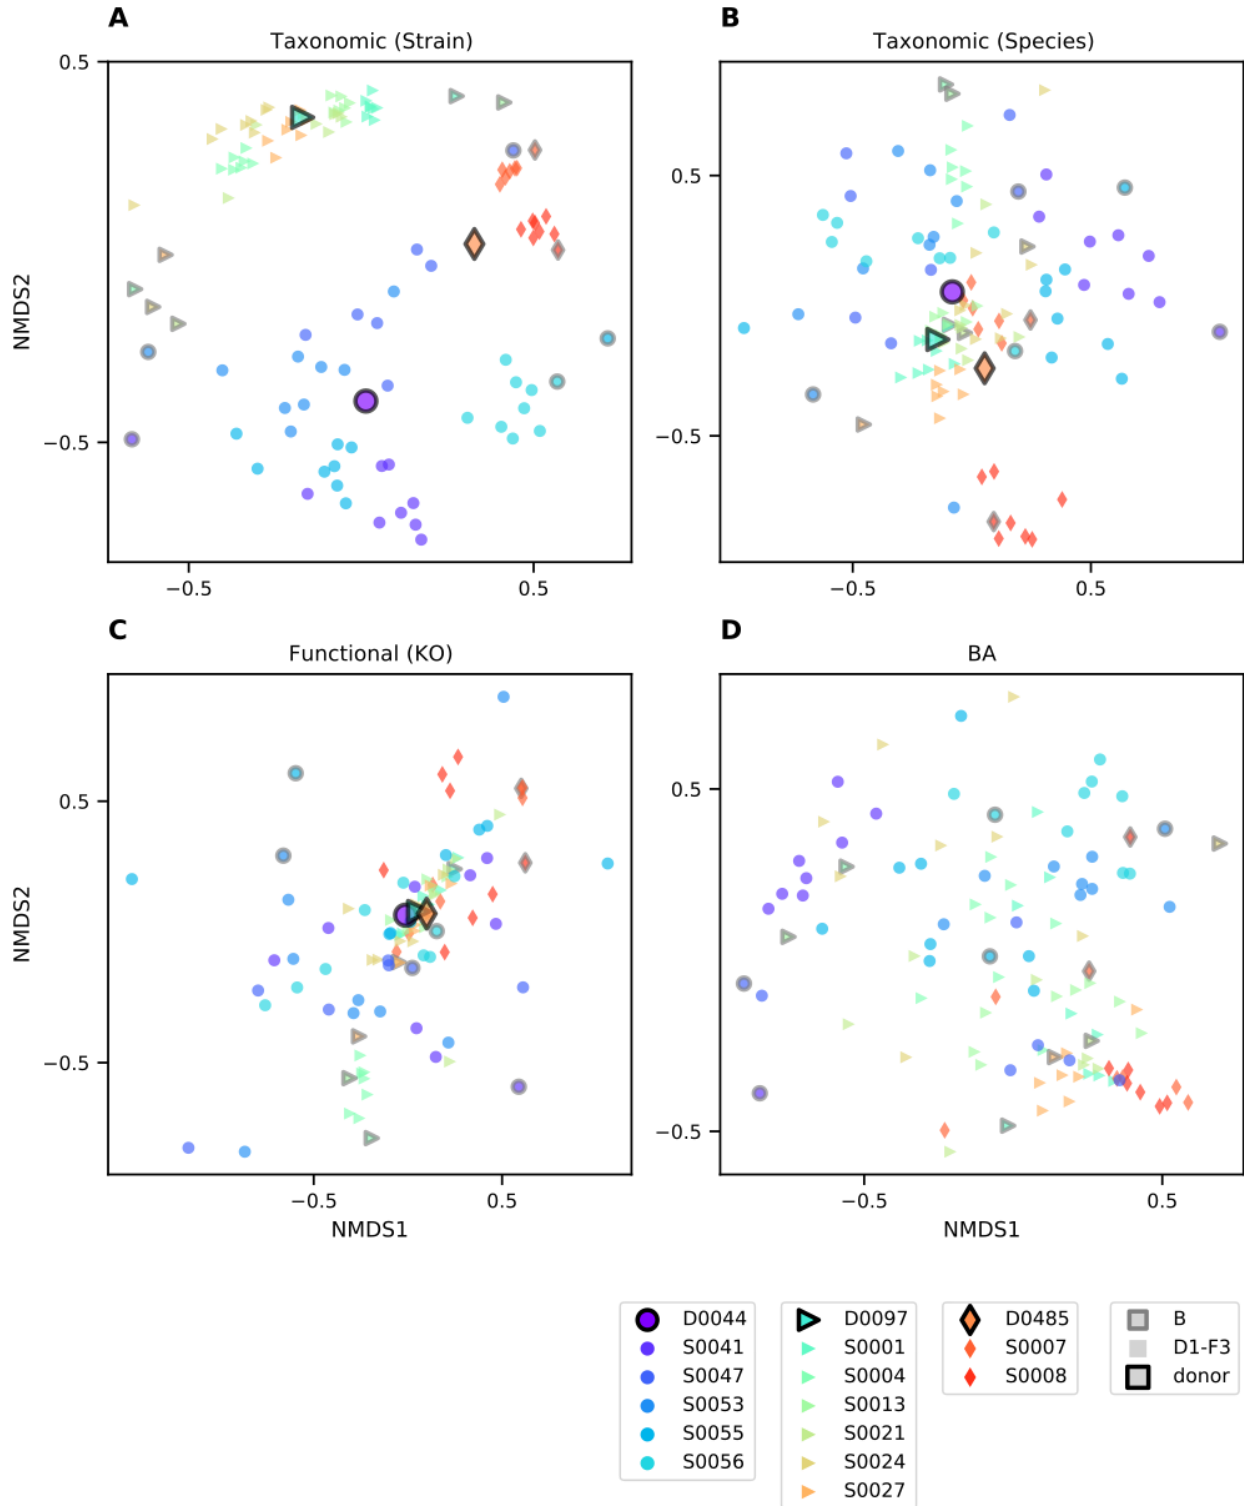 A
Taxonomic (Strain)
B
Taxonomic (Species)
0.5
0.5
NMDS2
−0.5
−0.5
−0.5
0.5
−0.5
0.5
C
Functional (KO)
D
BA
0.5
0.5
NMDS2
−0.5
−0.5
−0.5
0.5
−0.5
0.5
NMDS1
NMDS1
D0044
S0041
S0047
S0053
S0055
S0056
D0097
S0001
S0004
S0013
S0021
S0024
S0027
D0485
S0007
S0008
B
D1-F3
donor